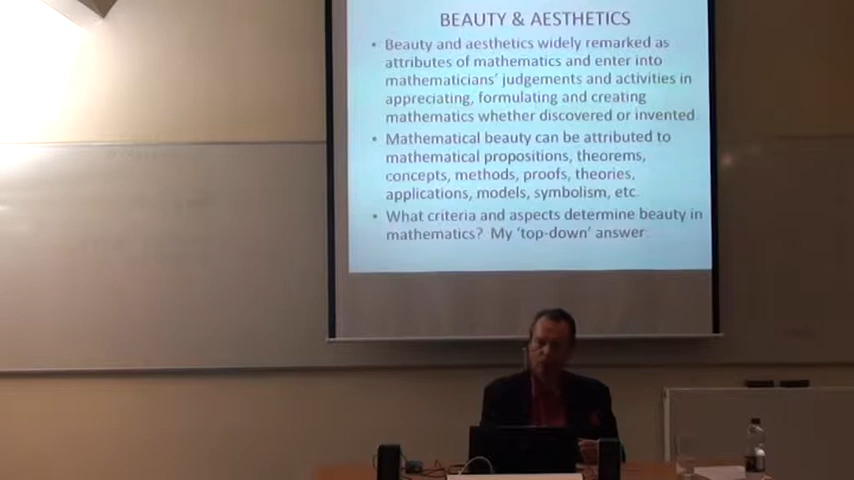 BEAUTY & AESTHETICS
• Beauty and aesthetics widely remarked as
attributes of mathematics and enter into
mathematicians' judgements and activities in
appreciating, formulating and creating
mathematics whether discovered or invented
• Mathematical beauty can be attributed to
mathematical propositions, theorems,
concepts, methods, proofs, theories,
applications, models, symbolism, etc.
• What criteria and aspects determine beauty in
mathematics? My 'top-down' answer